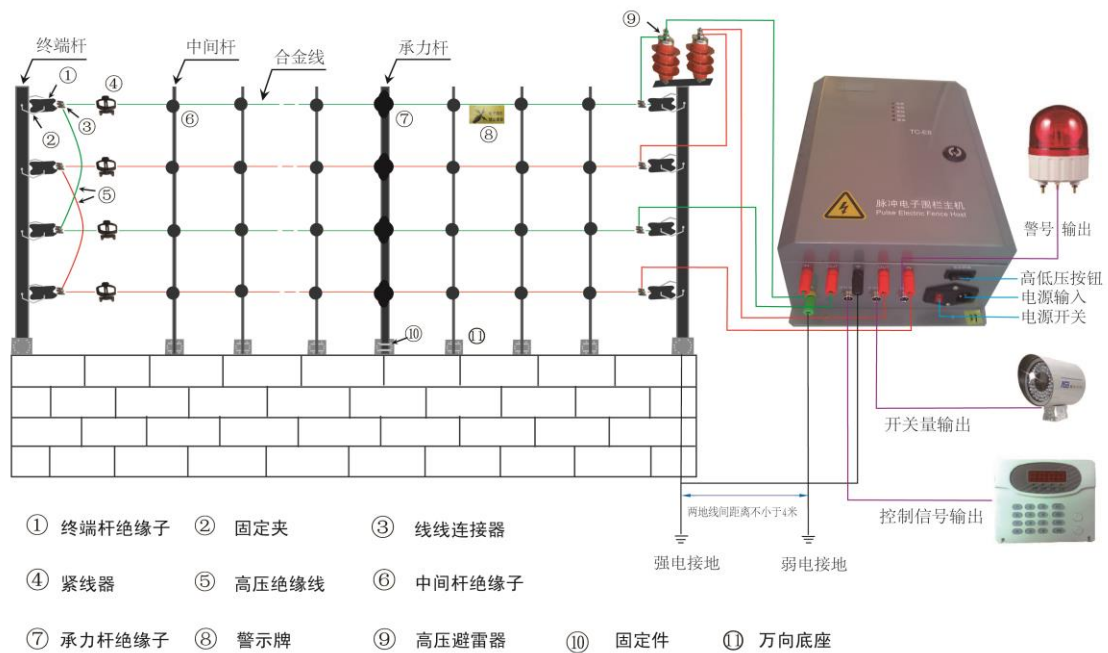 终端杆
中间杆
合金线
承力杆
⑨
①
④
③
②
⑥
⑦
⑧
⑤
⑩
⑪
TC-E8
脉冲电子围栏主机
Pulse Electric Fence Host
警号 输出
高低压按钮
电源输入
电源开关
开关量输出
控制信号输出
两地线间距离不小于4米
强电接地
弱电接地
① 终端杆绝缘子 ② 固定夹 ③ 线线连接器
④ 紧线器 ⑤ 高压绝缘线 ⑥ 中间杆绝缘子
⑦ 承力杆绝缘子 ⑧ 警示牌 ⑨ 高压避雷器 ⑩ 固定件 ⑪ 万向底座